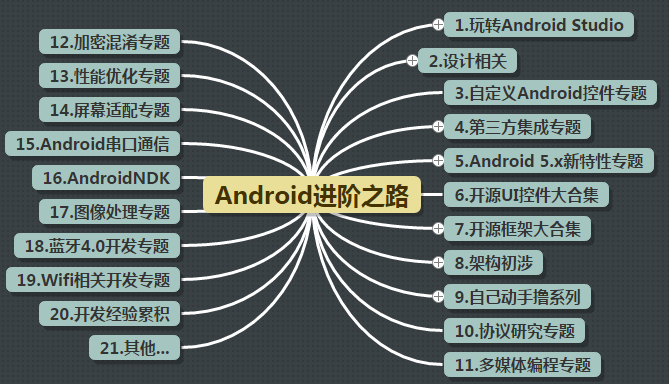 Android进阶之路
1.玩转Android Studio
2.设计相关
3.自定义Android控件专题
4.第三方集成专题
5.Android 5.x新特性专题
6.开源UI控件大合集
7.开源框架大合集
8.架构初涉
9.自己动手撸系列
10.协议研究专题
11.多媒体编程专题
12.加密混淆专题
13.性能优化专题
14.屏幕适配专题
15.Android串口通信
16.AndroidNDK
17.图像处理专题
18.蓝牙4.0开发专题
19.Wifi相关开发专题
20.开发经验累积
21.其他...